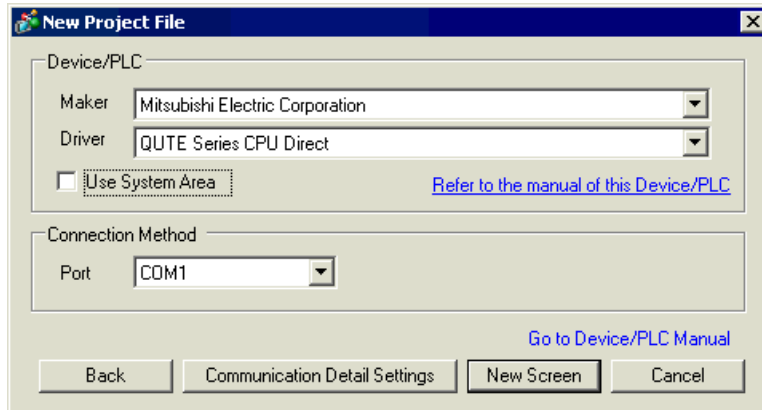 New Project File
Device/PLC
Maker Mitsubishi Electric Corporation
Driver QUTE Series CPU Direct
Use System Area Refer to the manual of this Device/PLC
Connection Method
Port COM1
Go to Device/PLC Manual
Back Communication Detail Settings New Screen Cancel